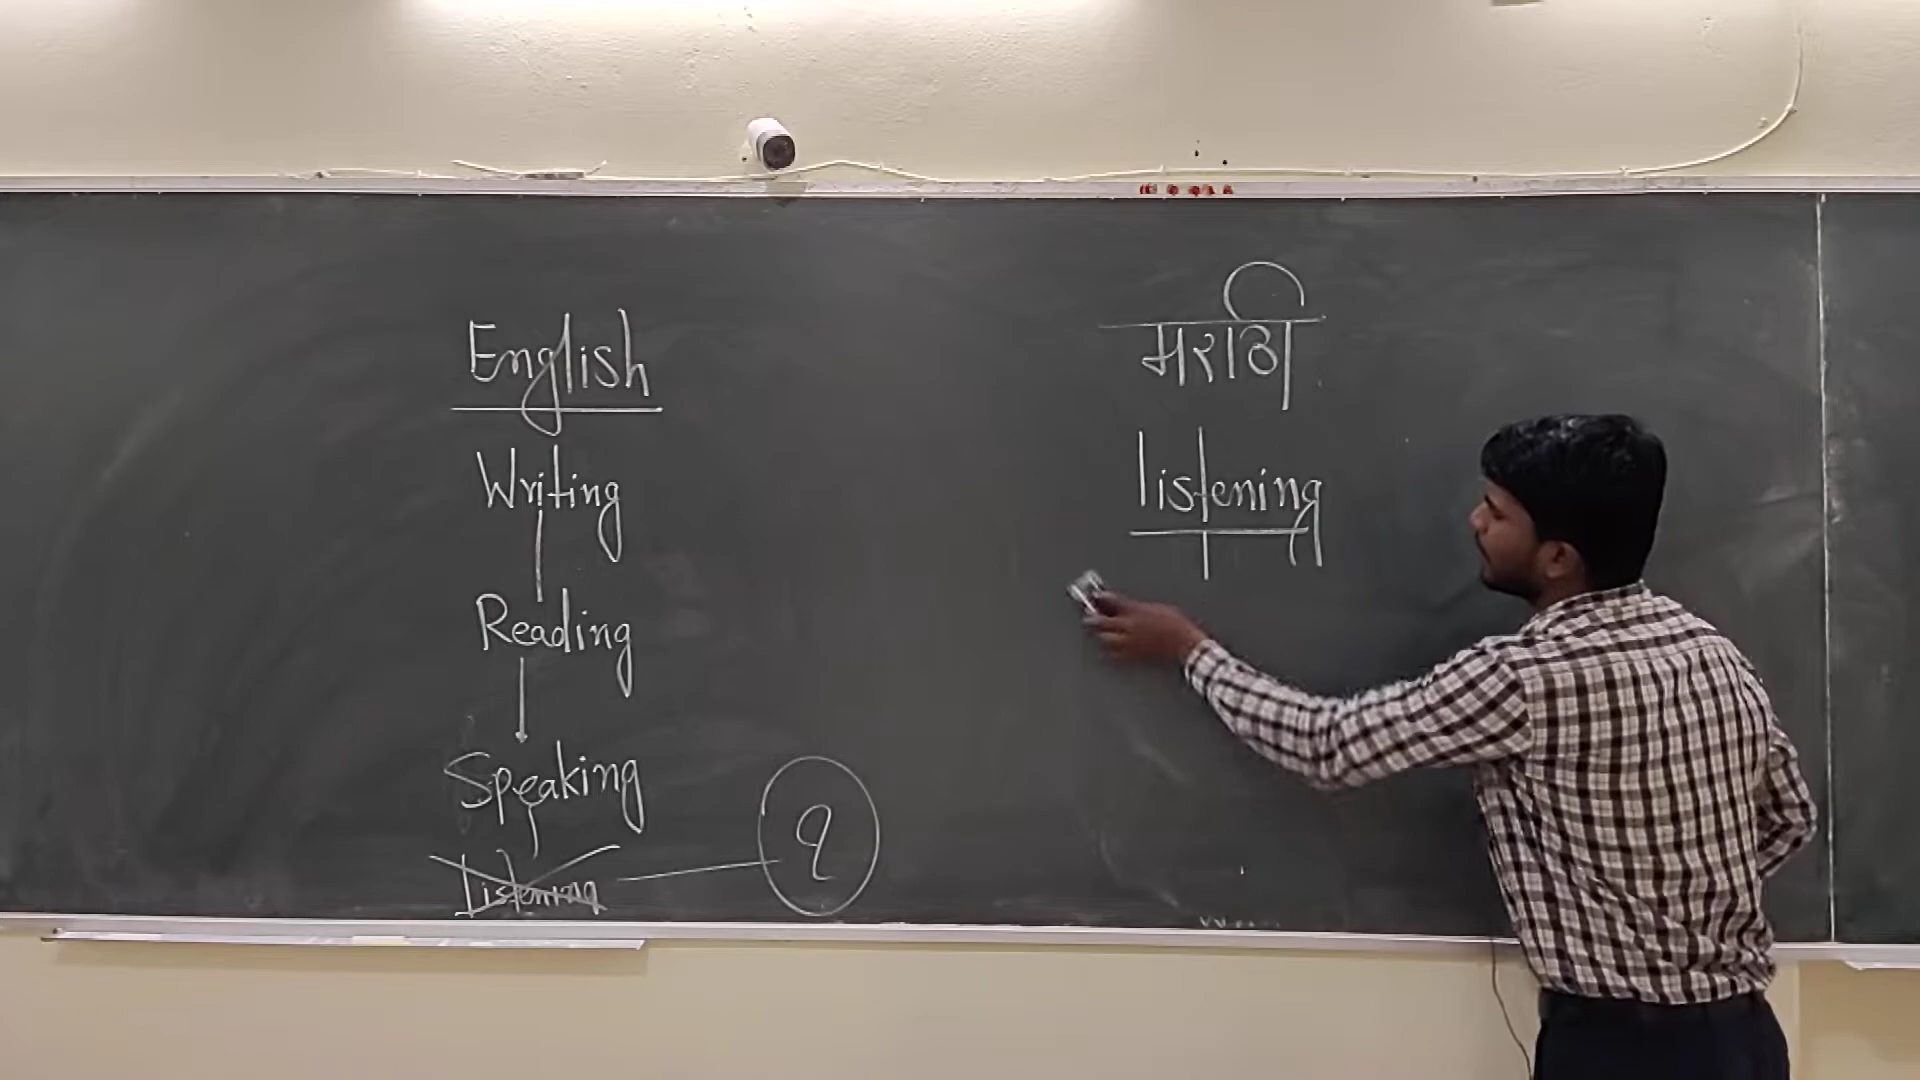 English
Writing
Reading
Speaking
Listening
१
मराठी
listening